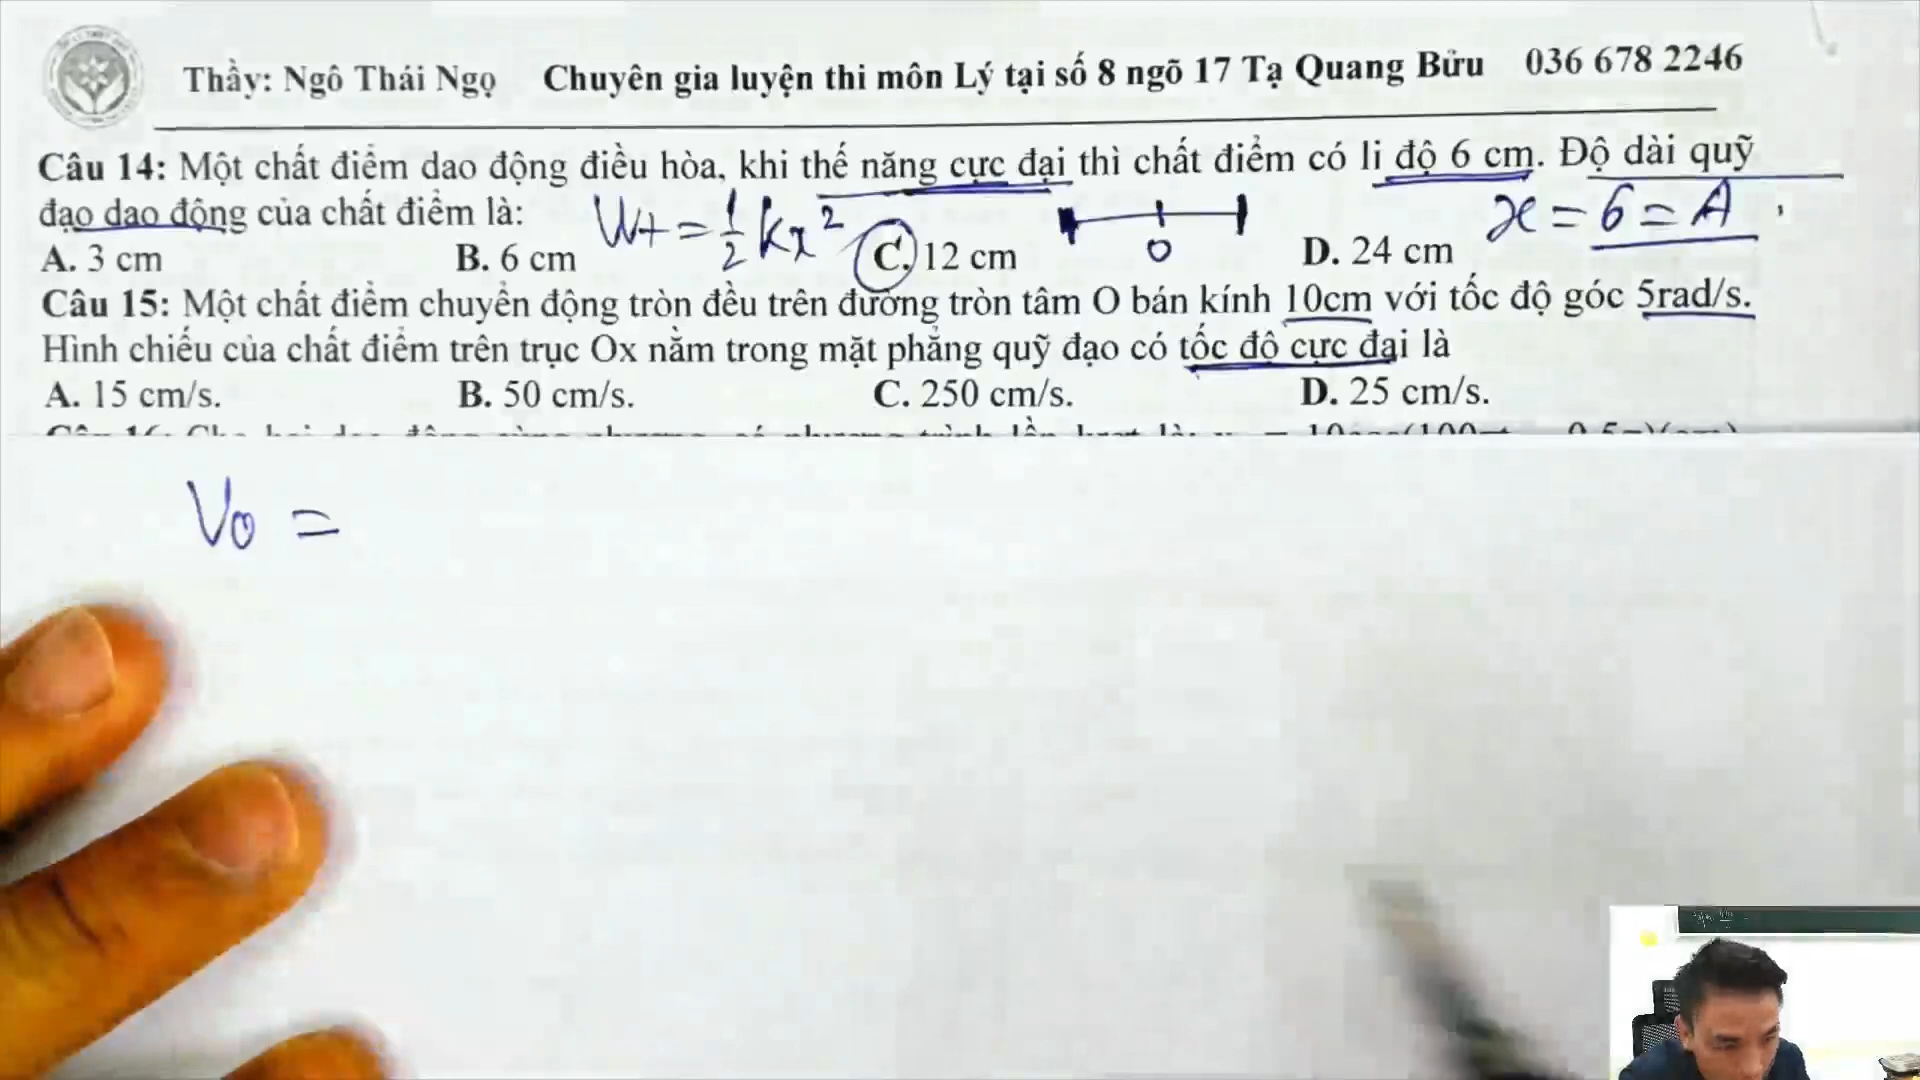 Thầy: Ngô Thái Ngọ Chuyên gia luyện thi môn Lý tại số 8 ngõ 17 Tạ Quang Bửu 036 678 2246
Câu 14: Một chất điểm dao động điều hòa, khi thế năng cực đại thì chất điểm có li độ 6 cm. Độ dài quỹ
đạo dao động của chất điểm là:
Wt = 1/2 kx² O x = 6 = A
A. 3 cm B. 6 cm C. 12 cm D. 24 cm
Câu 15: Một chất điểm chuyển động tròn đều trên đường tròn tâm O bán kính 10cm với tốc độ góc 5rad/s.
Hình chiếu của chất điểm trên trục Ox nằm trong mặt phẳng quỹ đạo có tốc độ cực đại là
A. 15 cm/s. B. 50 cm/s. C. 250 cm/s. D. 25 cm/s.
V₀ =